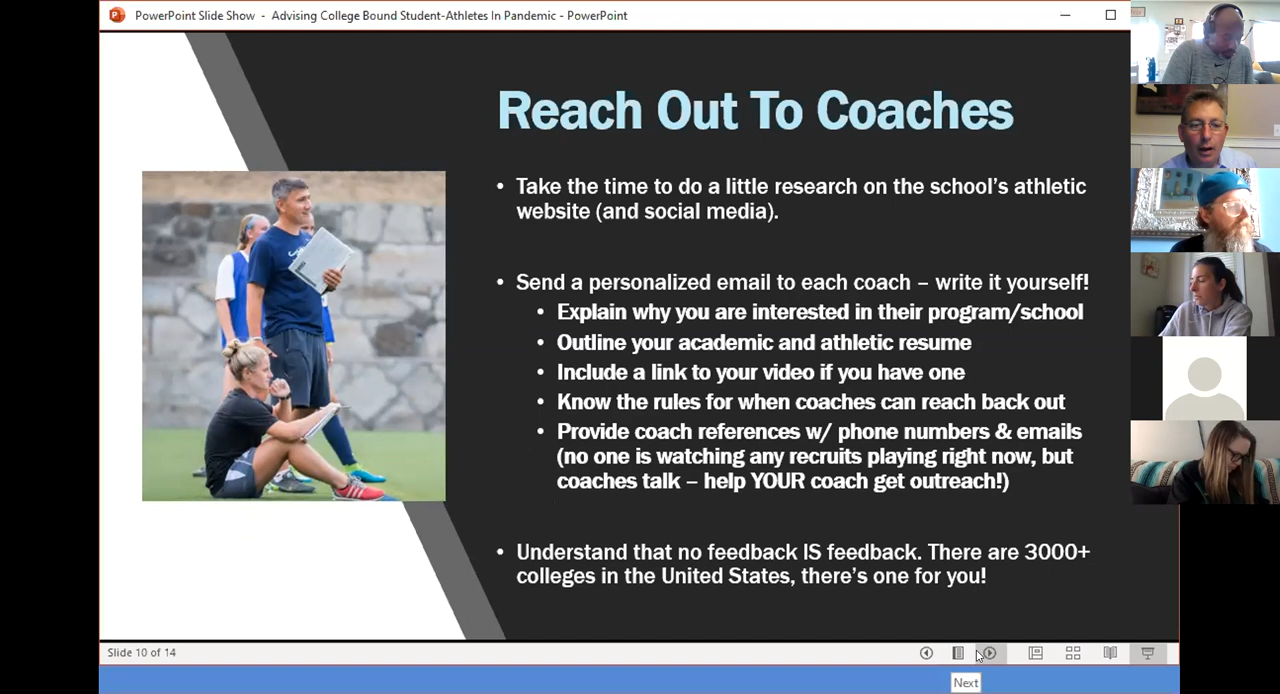 PowerPoint Slide Show - Advising College Bound Student-Athletes In Pandemic - PowerPoint
Reach Out To Coaches
• Take the time to do a little research on the school's athletic
website (and social media).
• Send a personalized email to each coach – write it yourself!
• Explain why you are interested in their program/school
• Outline your academic and athletic resume
• Include a link to your video if you have one
• Know the rules for when coaches can reach back out
• Provide coach references w/ phone numbers & emails
(no one is watching any recruits playing right now, but
coaches talk – help YOUR coach get outreach!)
• Understand that no feedback IS feedback. There are 3000+
colleges in the United States, there's one for you!
Slide 10 of 14
Next